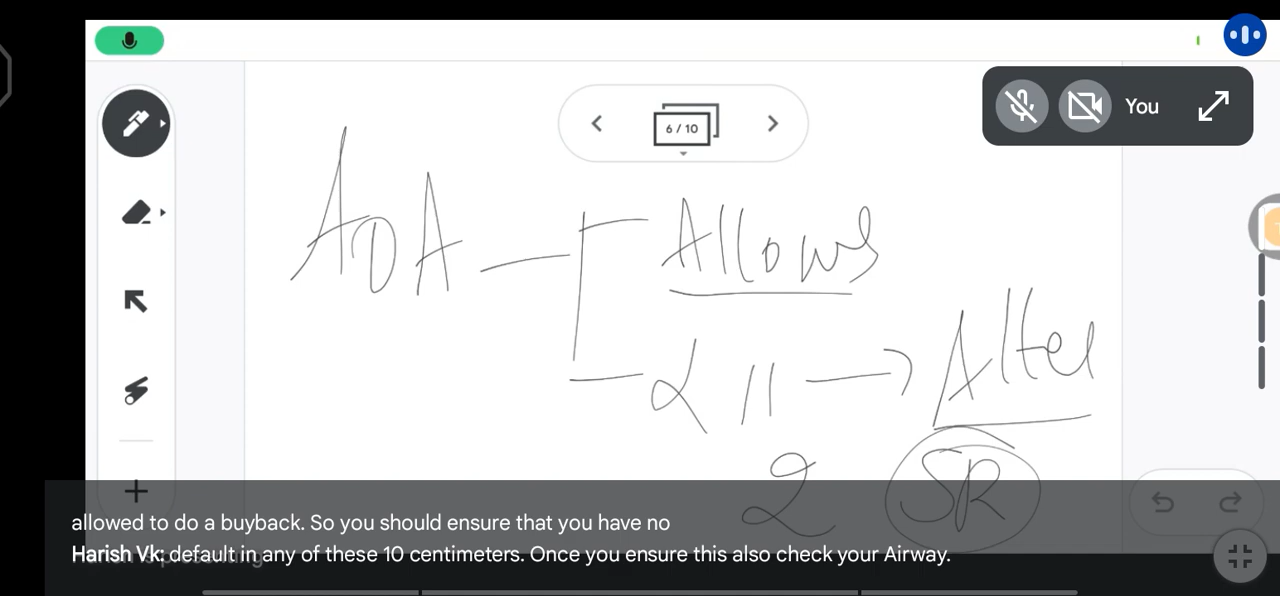 6 / 10
You
AOA
Allows
α 11 → Alter
2 SR
allowed to do a buyback. So you should ensure that you have no
Harish Vk: default in any of these 10 centimeters. Once you ensure this also check your Airway.